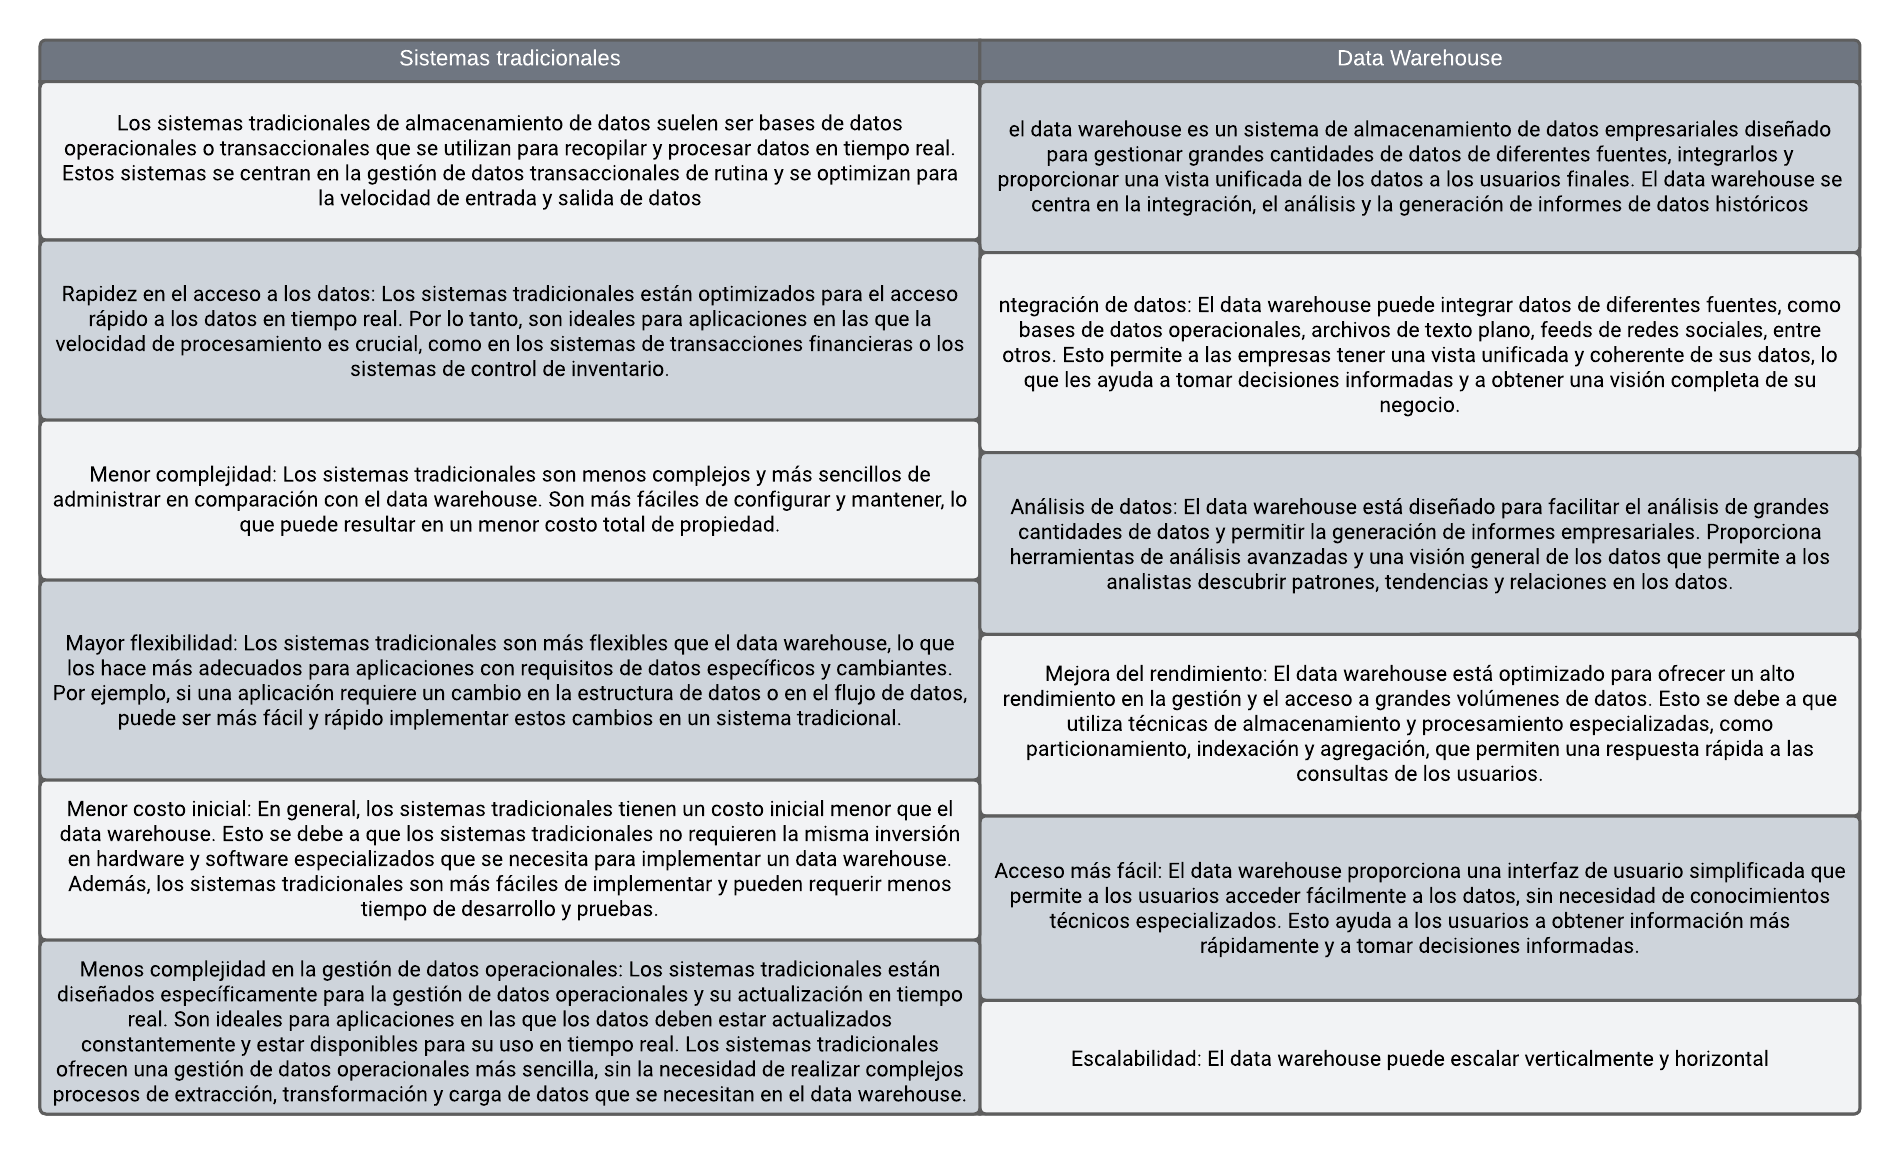 Sistemas tradicionales
Los sistemas tradicionales de almacenamiento de datos suelen ser bases de datos
operacionales o transaccionales que se utilizan para recopilar y procesar datos en tiempo real.
Estos sistemas se centran en la gestión de datos transaccionales de rutina y se optimizan para
la velocidad de entrada y salida de datos
Rapidez en el acceso a los datos: Los sistemas tradicionales están optimizados para el acceso
rápido a los datos en tiempo real. Por lo tanto, son ideales para aplicaciones en las que la
velocidad de procesamiento es crucial, como en los sistemas de transacciones financieras o los
sistemas de control de inventario.
Menor complejidad: Los sistemas tradicionales son menos complejos y más sencillos de
administrar en comparación con el data warehouse. Son más fáciles de configurar y mantener, lo
que puede resultar en un menor costo total de propiedad.
Mayor flexibilidad: Los sistemas tradicionales son más flexibles que el data warehouse, lo que
los hace más adecuados para aplicaciones con requisitos de datos específicos y cambiantes.
Por ejemplo, si una aplicación requiere un cambio en la estructura de datos o en el flujo de datos,
puede ser más fácil y rápido implementar estos cambios en un sistema tradicional.
Menor costo inicial: En general, los sistemas tradicionales tienen un costo inicial menor que el
data warehouse. Esto se debe a que los sistemas tradicionales no requieren la misma inversión
en hardware y software especializados que se necesita para implementar un data warehouse.
Además, los sistemas tradicionales son más fáciles de implementar y pueden requerir menos
tiempo de desarrollo y pruebas.
Menos complejidad en la gestión de datos operacionales: Los sistemas tradicionales están
diseñados específicamente para la gestión de datos operacionales y su actualización en tiempo
real. Son ideales para aplicaciones en las que los datos deben estar actualizados
constantemente y estar disponibles para su uso en tiempo real. Los sistemas tradicionales
ofrecen una gestión de datos operacionales más sencilla, sin la necesidad de realizar complejos
procesos de extracción, transformación y carga de datos que se necesitan en el data warehouse.
Data Warehouse
el data warehouse es un sistema de almacenamiento de datos empresariales diseñado
para gestionar grandes cantidades de datos de diferentes fuentes, integrarlos y
proporcionar una vista unificada de los datos a los usuarios finales. El data warehouse se
centra en la integración, el análisis y la generación de informes de datos históricos
ntegración de datos: El data warehouse puede integrar datos de diferentes fuentes, como
bases de datos operacionales, archivos de texto plano, feeds de redes sociales, entre
otros. Esto permite a las empresas tener una vista unificada y coherente de sus datos, lo
que les ayuda a tomar decisiones informadas y a obtener una visión completa de su
negocio.
Análisis de datos: El data warehouse está diseñado para facilitar el análisis de grandes
cantidades de datos y permitir la generación de informes empresariales. Proporciona
herramientas de análisis avanzadas y una visión general de los datos que permite a los
analistas descubrir patrones, tendencias y relaciones en los datos.
Mejora del rendimiento: El data warehouse está optimizado para ofrecer un alto
rendimiento en la gestión y el acceso a grandes volúmenes de datos. Esto se debe a que
utiliza técnicas de almacenamiento y procesamiento especializadas, como
particionamiento, indexación y agregación, que permiten una respuesta rápida a las
consultas de los usuarios.
Acceso más fácil: El data warehouse proporciona una interfaz de usuario simplificada que
permite a los usuarios acceder fácilmente a los datos, sin necesidad de conocimientos
técnicos especializados. Esto ayuda a los usuarios a obtener información más
rápidamente y a tomar decisiones informadas.
Escalabilidad: El data warehouse puede escalar verticalmente y horizontal